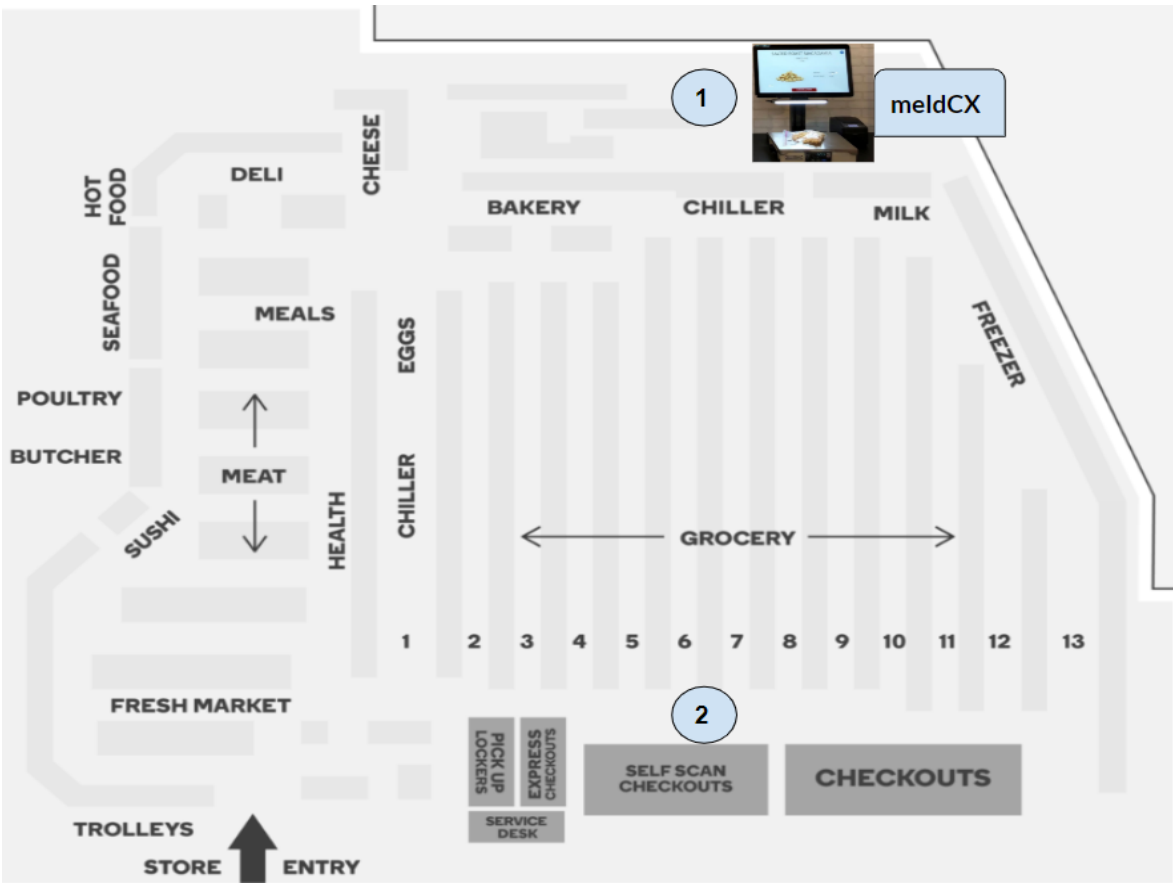 1
meldCX
CHEESE
DELI
HOT
FOOD
BAKERY
CHILLER
MILK
SEAFOOD
MEALS
EGGS
FREEZER
POULTRY
BUTCHER
MEAT
CHILLER
SUSHI
HEALTH
GROCERY
1 2 3 4 5 6 7 8 9 10 11 12 13
FRESH MARKET
2
PICK UP
LOCKERS
EXPRESS
CHECKOUTS
SELF SCAN
CHECKOUTS
CHECKOUTS
SERVICE
DESK
TROLLEYS
STORE ENTRY